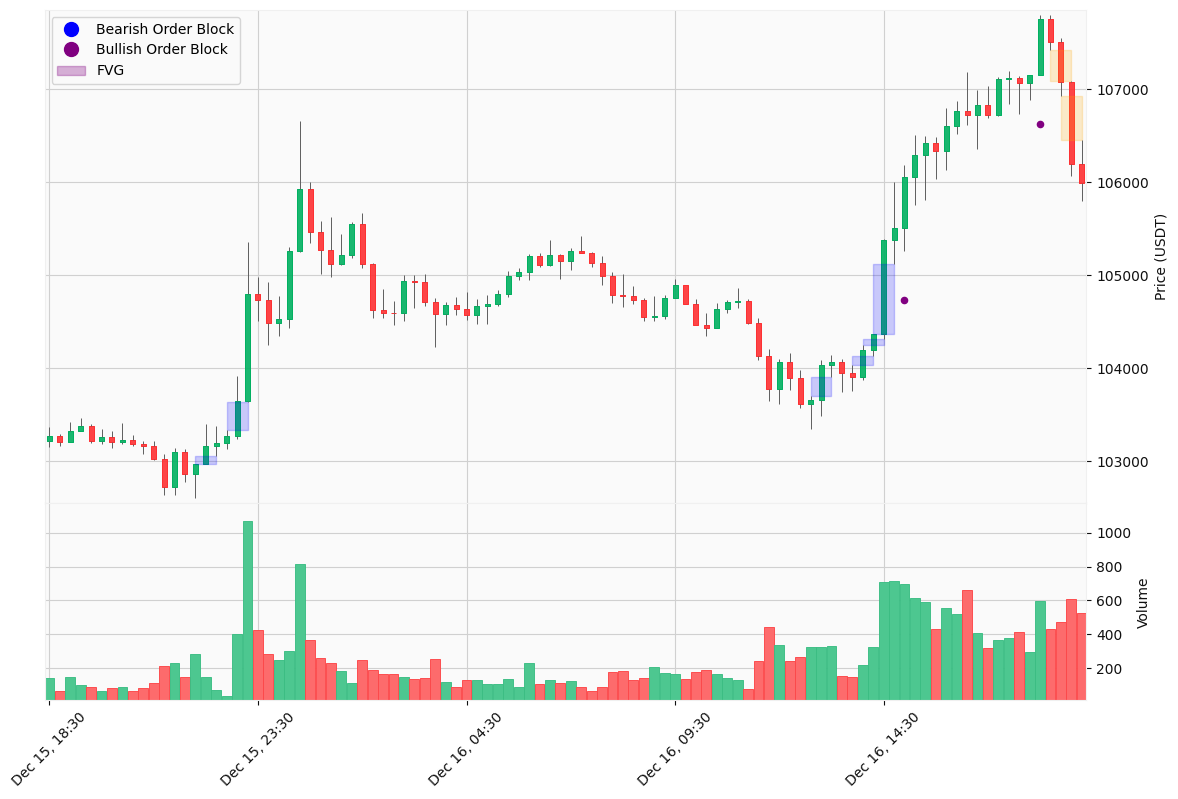 Bearish Order Block
Bullish Order Block
FVG
107000
106000
105000
104000
103000
Price (USDT)
1000
800
600
400
200
Volume
Dec 15, 18:30
Dec 15, 23:30
Dec 16, 04:30
Dec 16, 09:30
Dec 16, 14:30